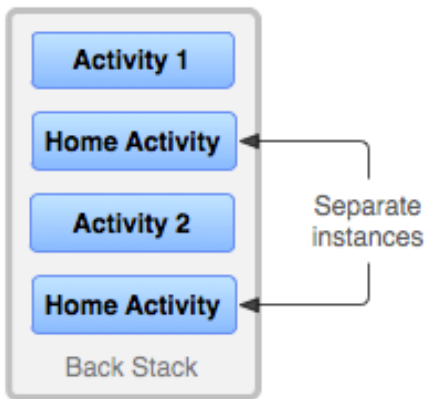 Activity 1
Home Activity
Separate
instances
Activity 2
Home Activity
Back Stack